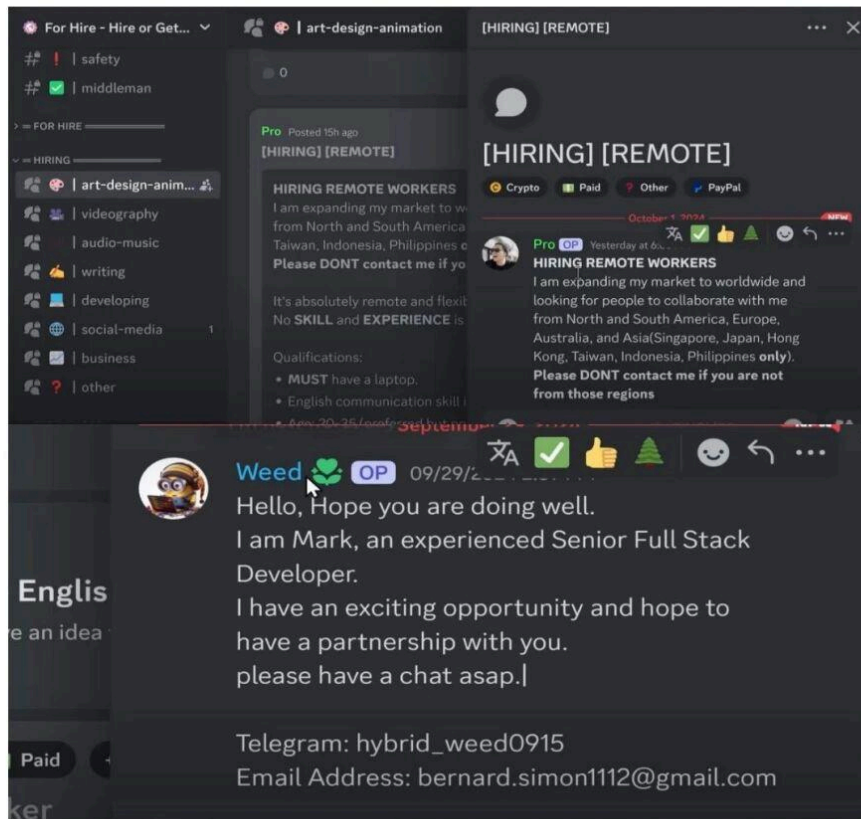 For Hire - Hire or Get...
safety
middleman
FOR HIRE
HIRING
art-design-anim...
videography
audio-music
writing
developing
social-media 1
business
other
art-design-animation
0
Pro Posted 15h ago
[HIRING] [REMOTE]
HIRING REMOTE WORKERS
I am expanding my market to
from North and South America
Taiwan, Indonesia, Philippines
Please DONT contact me if
It's absolutely remote and
No SKILL and EXPERIENCE is
Qualifications:
• MUST have a laptop.
• English communication skill
[HIRING] [REMOTE]
[HIRING] [REMOTE]
Crypto Paid Other PayPal
October 1, 2024 NEW
Pro OP Yesterday at
HIRING REMOTE WORKERS
I am expanding my market to worldwide and
looking for people to collaborate with me
from North and South America, Europe,
Australia, and Asia(Singapore, Japan, Hong
Kong, Taiwan, Indonesia, Philippines only).
Please DONT contact me if you are not
from those regions
Weed OP 09/29/
Hello, Hope you are doing well.
I am Mark, an experienced Senior Full Stack
Developer.
I have an exciting opportunity and hope to
have a partnership with you.
please have a chat asap.
Telegram: hybrid_weed0915
Email Address: bernard.simon1112@gmail.com
Englis
e an idea
Paid
ker